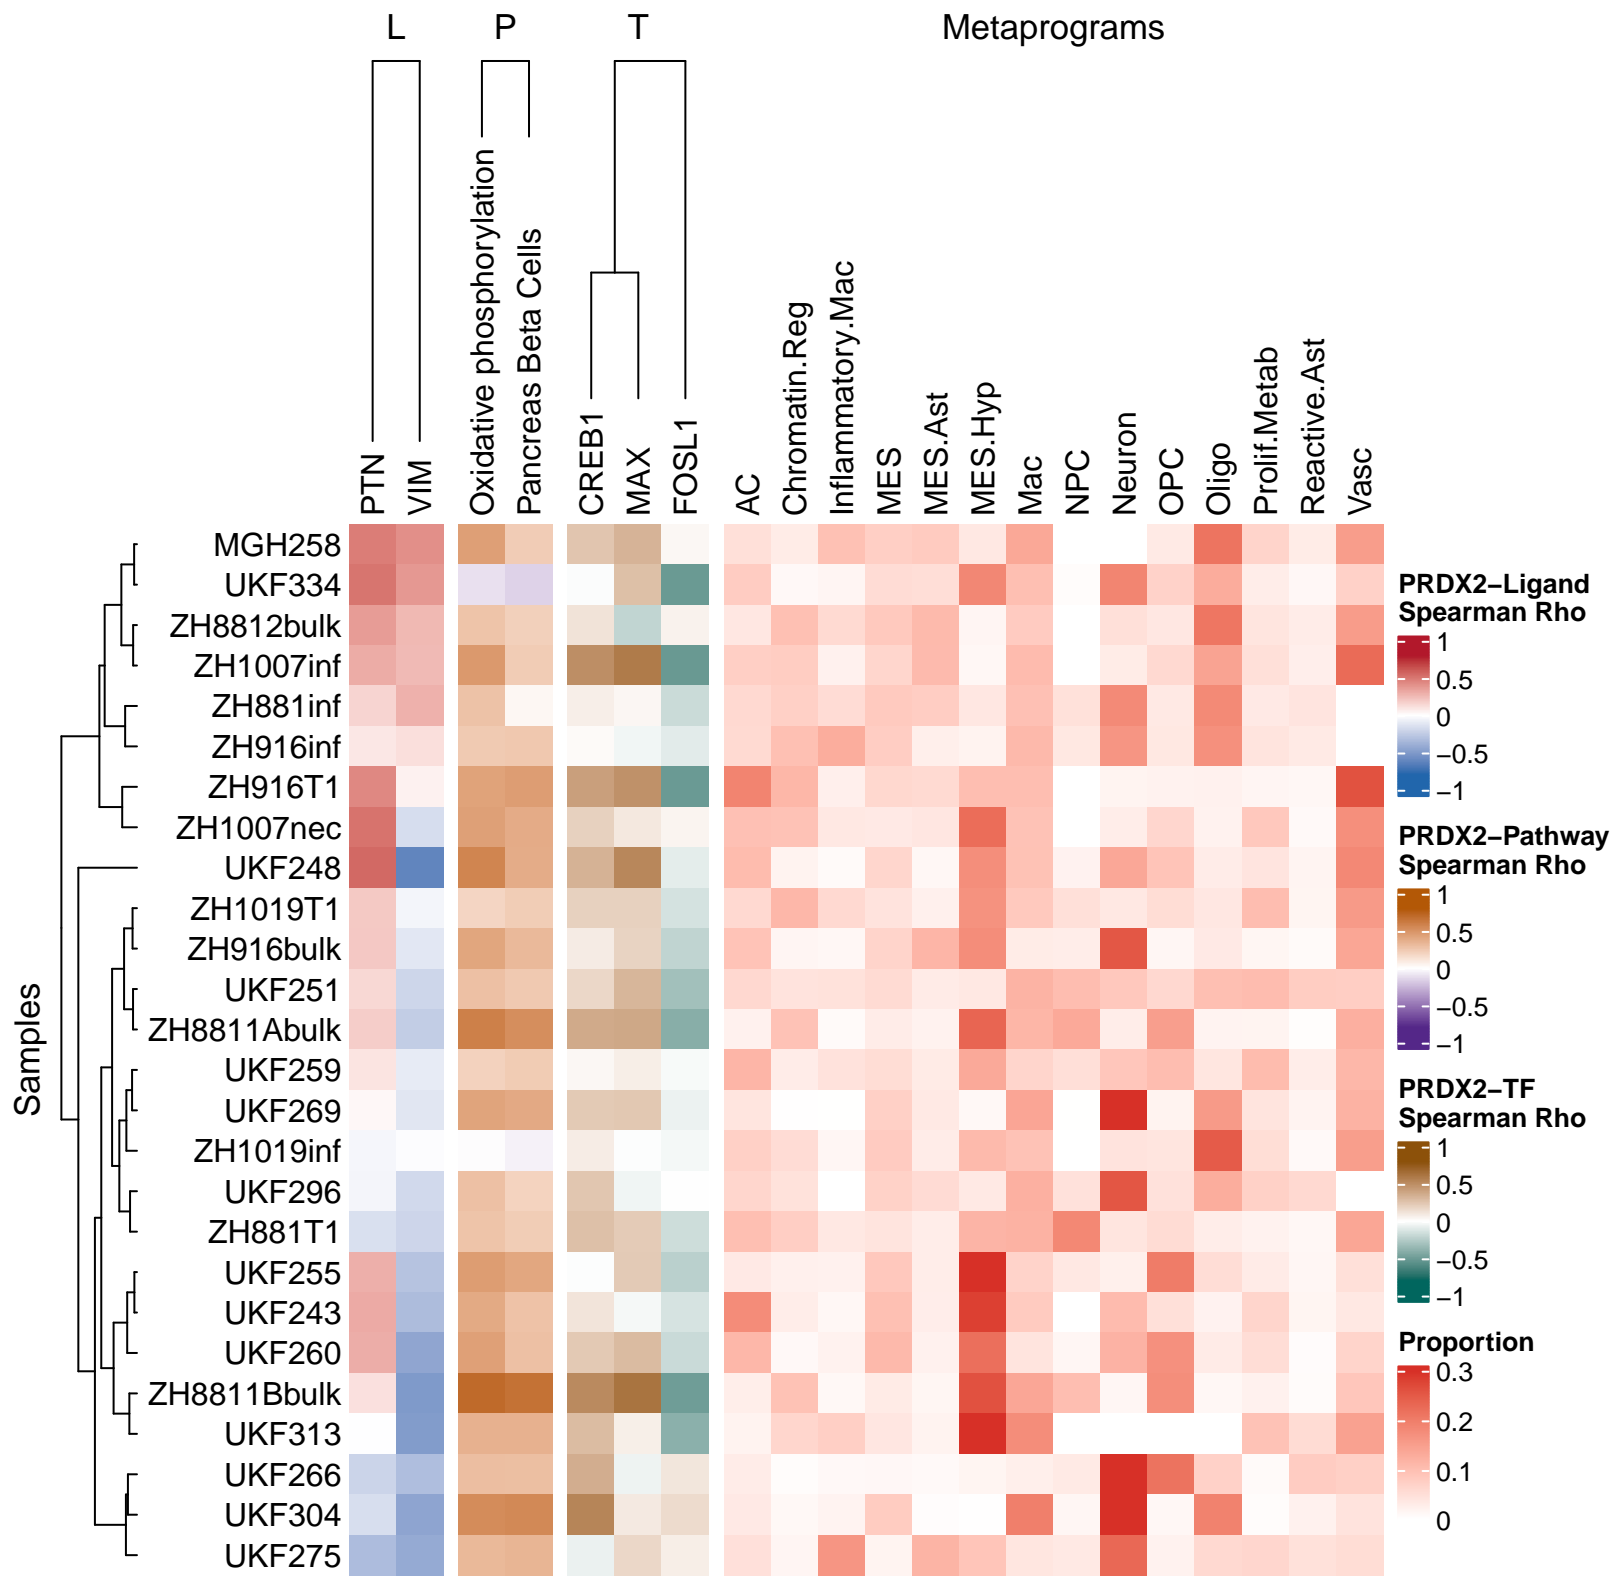 L P T Metaprograms
PTN
VIM
Oxidative phosphorylation
Pancreas Beta Cells
CREB1
MAX
FOSL1
AC
Chromatin.Reg
Inflammatory.Mac
MES
MES.Ast
MES.Hyp
Mac
NPC
Neuron
OPC
Oligo
Prolif.Metab
Reactive.Ast
Vasc
Samples
MGH258
UKF334
ZH8812bulk
ZH1007inf
ZH881inf
ZH916inf
ZH916T1
ZH1007nec
UKF248
ZH1019T1
ZH916bulk
UKF251
ZH8811Abulk
UKF259
UKF269
ZH1019inf
UKF296
ZH881T1
UKF255
UKF243
UKF260
ZH8811Bbulk
UKF313
UKF266
UKF304
UKF275
PRDX2−Ligand
Spearman Rho
1
0.5
0
−0.5
−1
PRDX2−Pathway
Spearman Rho
1
0.5
0
−0.5
−1
PRDX2−TF
Spearman Rho
1
0.5
0
−0.5
−1
Proportion
0.3
0.2
0.1
0